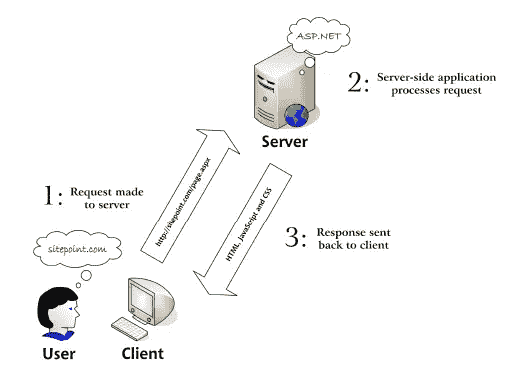 ASP.NET
2: Server-side application
processes request
Server
http://sitepoint.com/page.aspx
1: Request made
to server
HTML, JavaScript and CSS
3: Response sent
back to client
sitepoint.com
User
Client